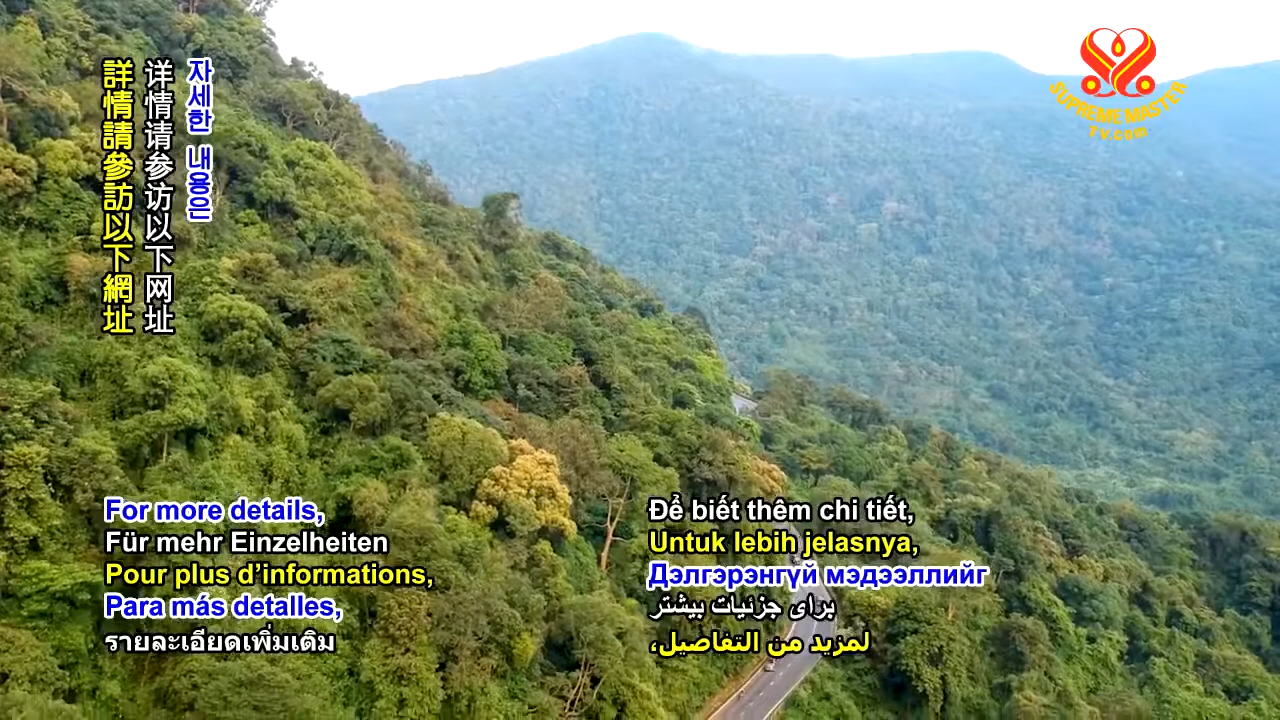 詳情請參訪以下網址
详情请参访以下网址
자세한 내용은
SUPREME MASTER
TV.com
For more details,
Für mehr Einzelheiten
Pour plus d’informations,
Para más detalles,
รายละเอียดเพิ่มเติม
Để biết thêm chi tiết,
Untuk lebih jelasnya,
Дэлгэрэнгүй мэдээллийг
برای جزئیات بیشتر
لمزيد من التفاصيل،